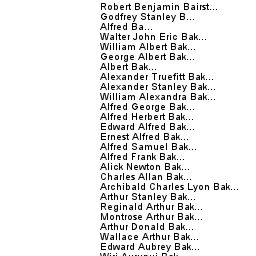 Robert Benjamin Bairst...
Godfrey Stanley B...
Alfred Ba...
Walter John Eric Bak...
William Albert Bak...
George Albert Bak...
Albert Bak...
Alexander Truefitt Bak...
Alexander Stanley Bak...
William Alexandra Bak...
Alfred George Bak...
Alfred Herbert Bak...
Edward Alfred Bak...
Ernest Alfred Bak...
Alfred Samuel Bak...
Alfred Frank Bak...
Alick Newton Bak...
Charles Allan Bak...
Archibald Charles Lyon Bak...
Arthur Stanley Bak...
Reginald Arthur Bak...
Montrose Arthur Bak...
Arthur Donald Bak...
Wallace Arthur Bak...
Edward Aubrey Bak...